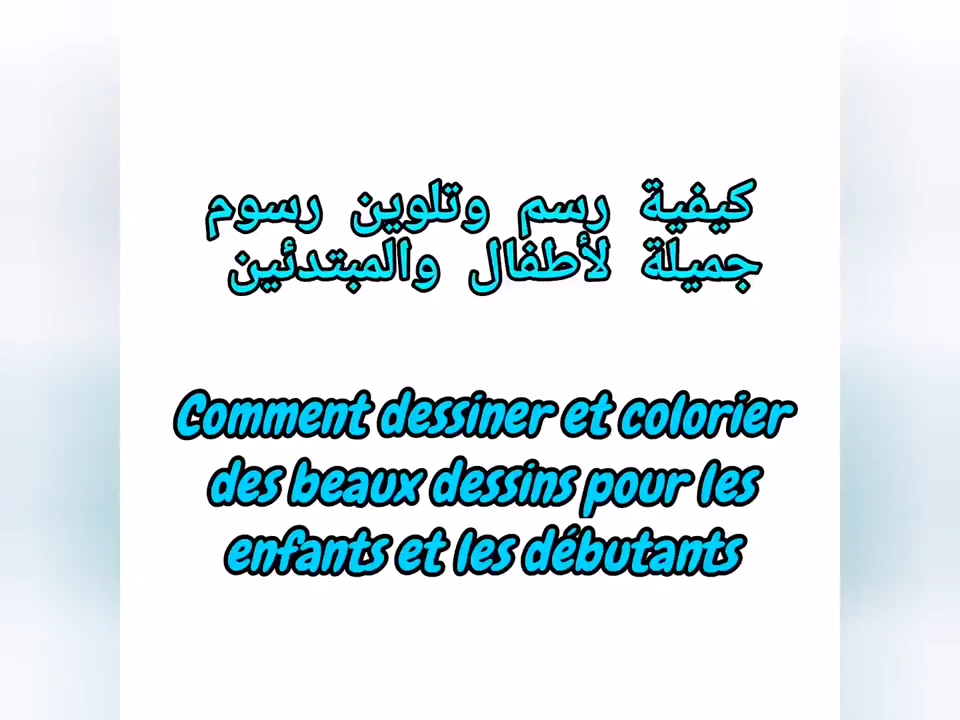 كيفية رسم وتلوين رسوم
جميلة لأطفال والمبتدئين
Comment dessiner et colorier
des beaux dessins pour les
enfants et les débutants